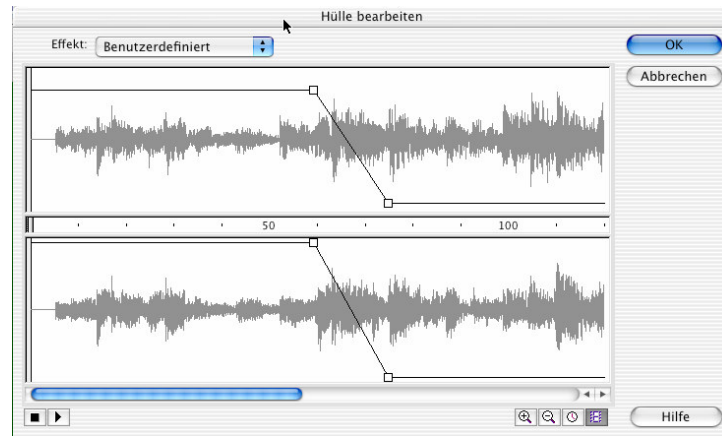 Hülle bearbeiten
Effekt: Benutzerdefiniert
OK
Abbrechen
50 100
Hilfe